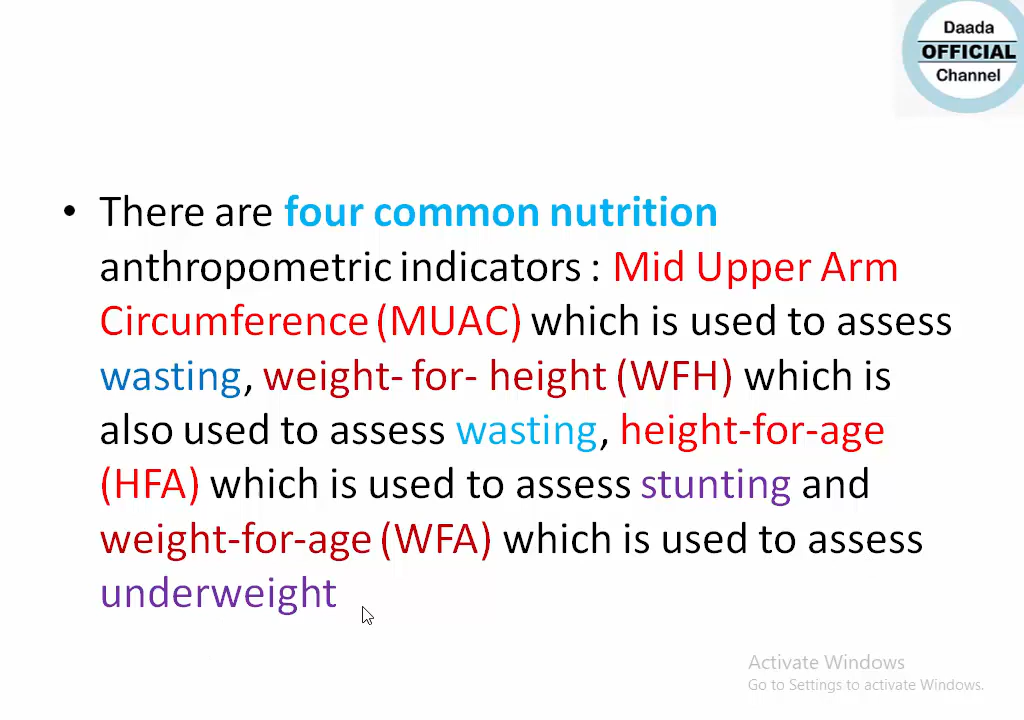 Daada
OFFICIAL
Channel
• There are four common nutrition
anthropometric indicators : Mid Upper Arm
Circumference (MUAC) which is used to assess
wasting, weight- for- height (WFH) which is
also used to assess wasting, height-for-age
(HFA) which is used to assess stunting and
weight-for-age (WFA) which is used to assess
underweight
Activate Windows
Go to Settings to activate Windows.